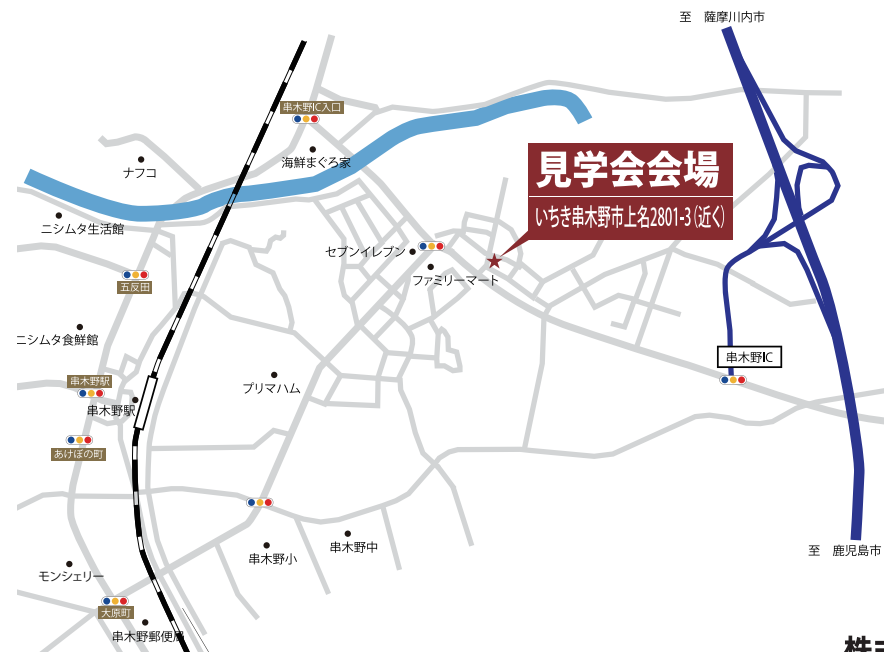 至　薩摩川内市
串木野IC入口
海鮮まぐろ家
ナフコ
見学会会場
いちき串木野市上名2801-3(近く)
ニシムタ生活館
セブンイレブン
ファミリーマート
五反田
ニシムタ食鮮館
串木野IC
串木野駅
プリマハム
串木野駅
あけぼの町
串木野中
至　鹿児島市
串木野小
モンシェリー
大原町
串木野郵便局